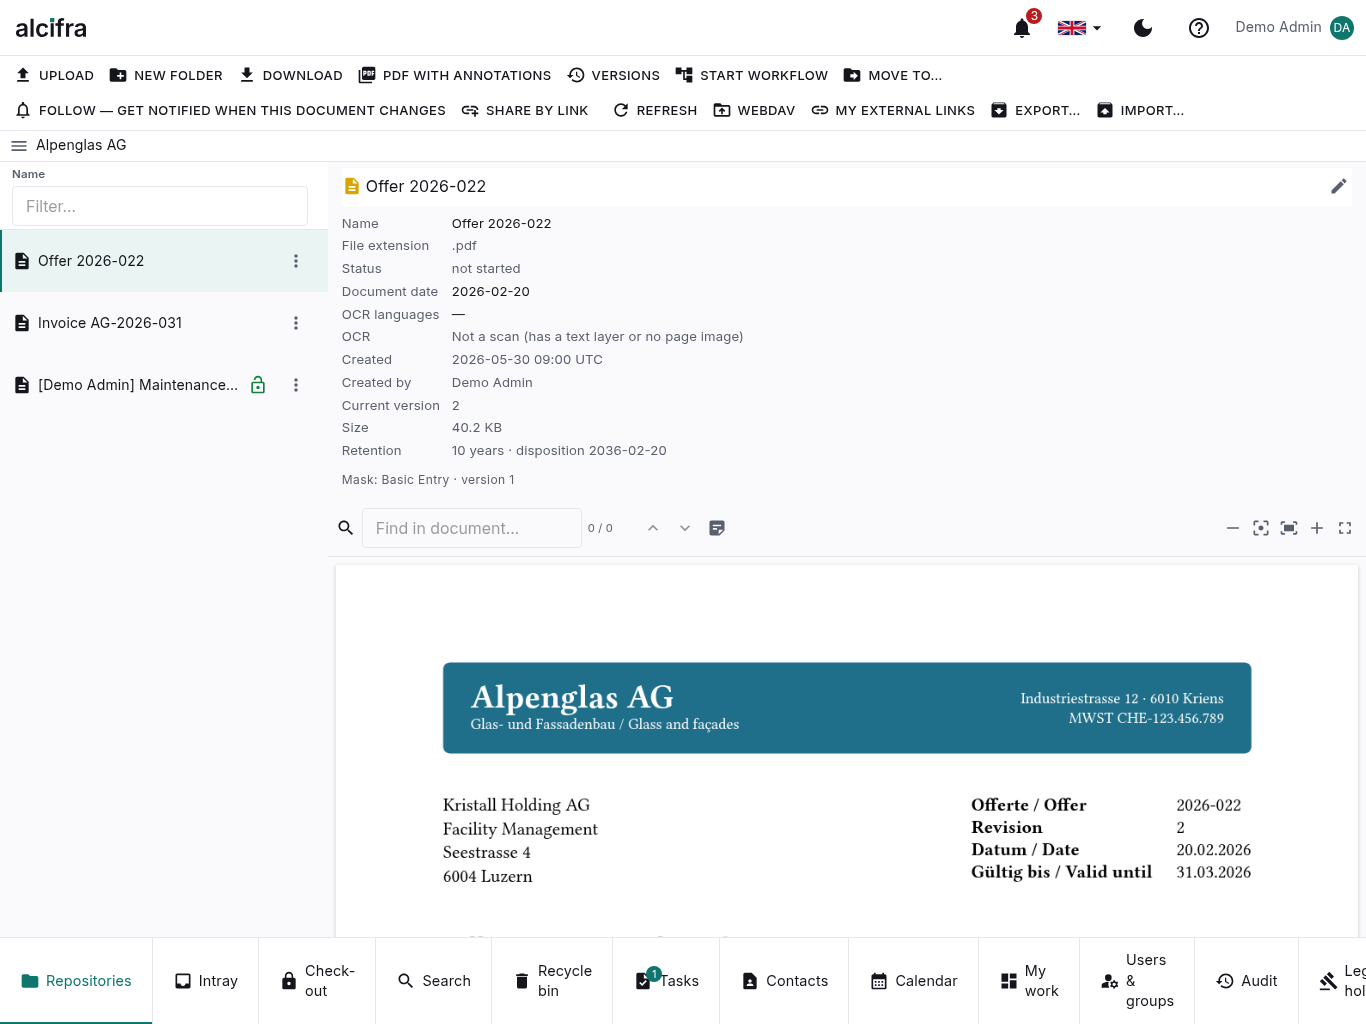 alcifra
3
Demo Admin DA
UPLOAD NEW FOLDER DOWNLOAD PDF WITH ANNOTATIONS VERSIONS START WORKFLOW MOVE TO...
FOLLOW — GET NOTIFIED WHEN THIS DOCUMENT CHANGES SHARE BY LINK REFRESH WEBDAV MY EXTERNAL LINKS EXPORT... IMPORT...
Alpenglas AG
Name
Filter...
Offer 2026-022
Invoice AG-2026-031
[Demo Admin] Maintenance...
Offer 2026-022
Name Offer 2026-022
File extension .pdf
Status not started
Document date 2026-02-20
OCR languages —
OCR Not a scan (has a text layer or no page image)
Created 2026-05-30 09:00 UTC
Created by Demo Admin
Current version 2
Size 40.2 KB
Retention 10 years · disposition 2036-02-20
Mask: Basic Entry · version 1
Find in document... 0 / 0
Alpenglas AG
Glas- und Fassadenbau / Glass and façades
Industriestrasse 12 · 6010 Kriens
MWST CHE-123.456.789
Kristall Holding AG
Facility Management
Seestrasse 4
6004 Luzern
Offerte / Offer 2026-022
Revision 2
Datum / Date 20.02.2026
Gültig bis / Valid until 31.03.2026
Repositories
Intray
Check-
out
Search
Recycle
bin
1
Tasks
Contacts
Calendar
My
work
Users
&
groups
Audit